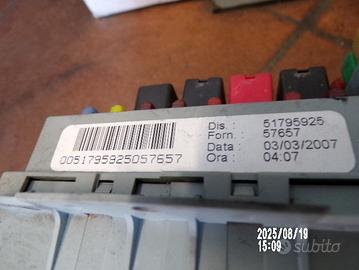 Dis. : 51795925
Forn. : 57657
Data : 03/03/2007
Ora : 04:07
0051795925057657
2025/08/19
15:09
subito